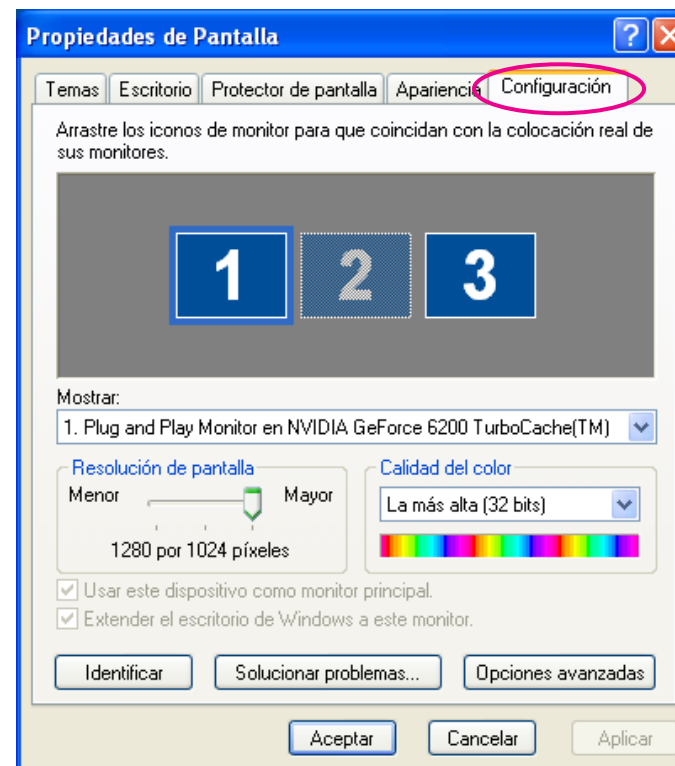 Propiedades de Pantalla
Temas Escritorio Protector de pantalla Apariencia Configuración
Arrastre los iconos de monitor para que coincidan con la colocación real de
sus monitores.
1 2 3
Mostrar:
1. Plug and Play Monitor en NVIDIA GeForce 6200 TurboCache(TM)
Resolución de pantalla
Menor Mayor
1280 por 1024 píxeles
Calidad del color
La más alta (32 bits)
Usar este dispositivo como monitor principal.
Extender el escritorio de Windows a este monitor.
Identificar Solucionar problemas... Opciones avanzadas
Aceptar Cancelar Aplicar